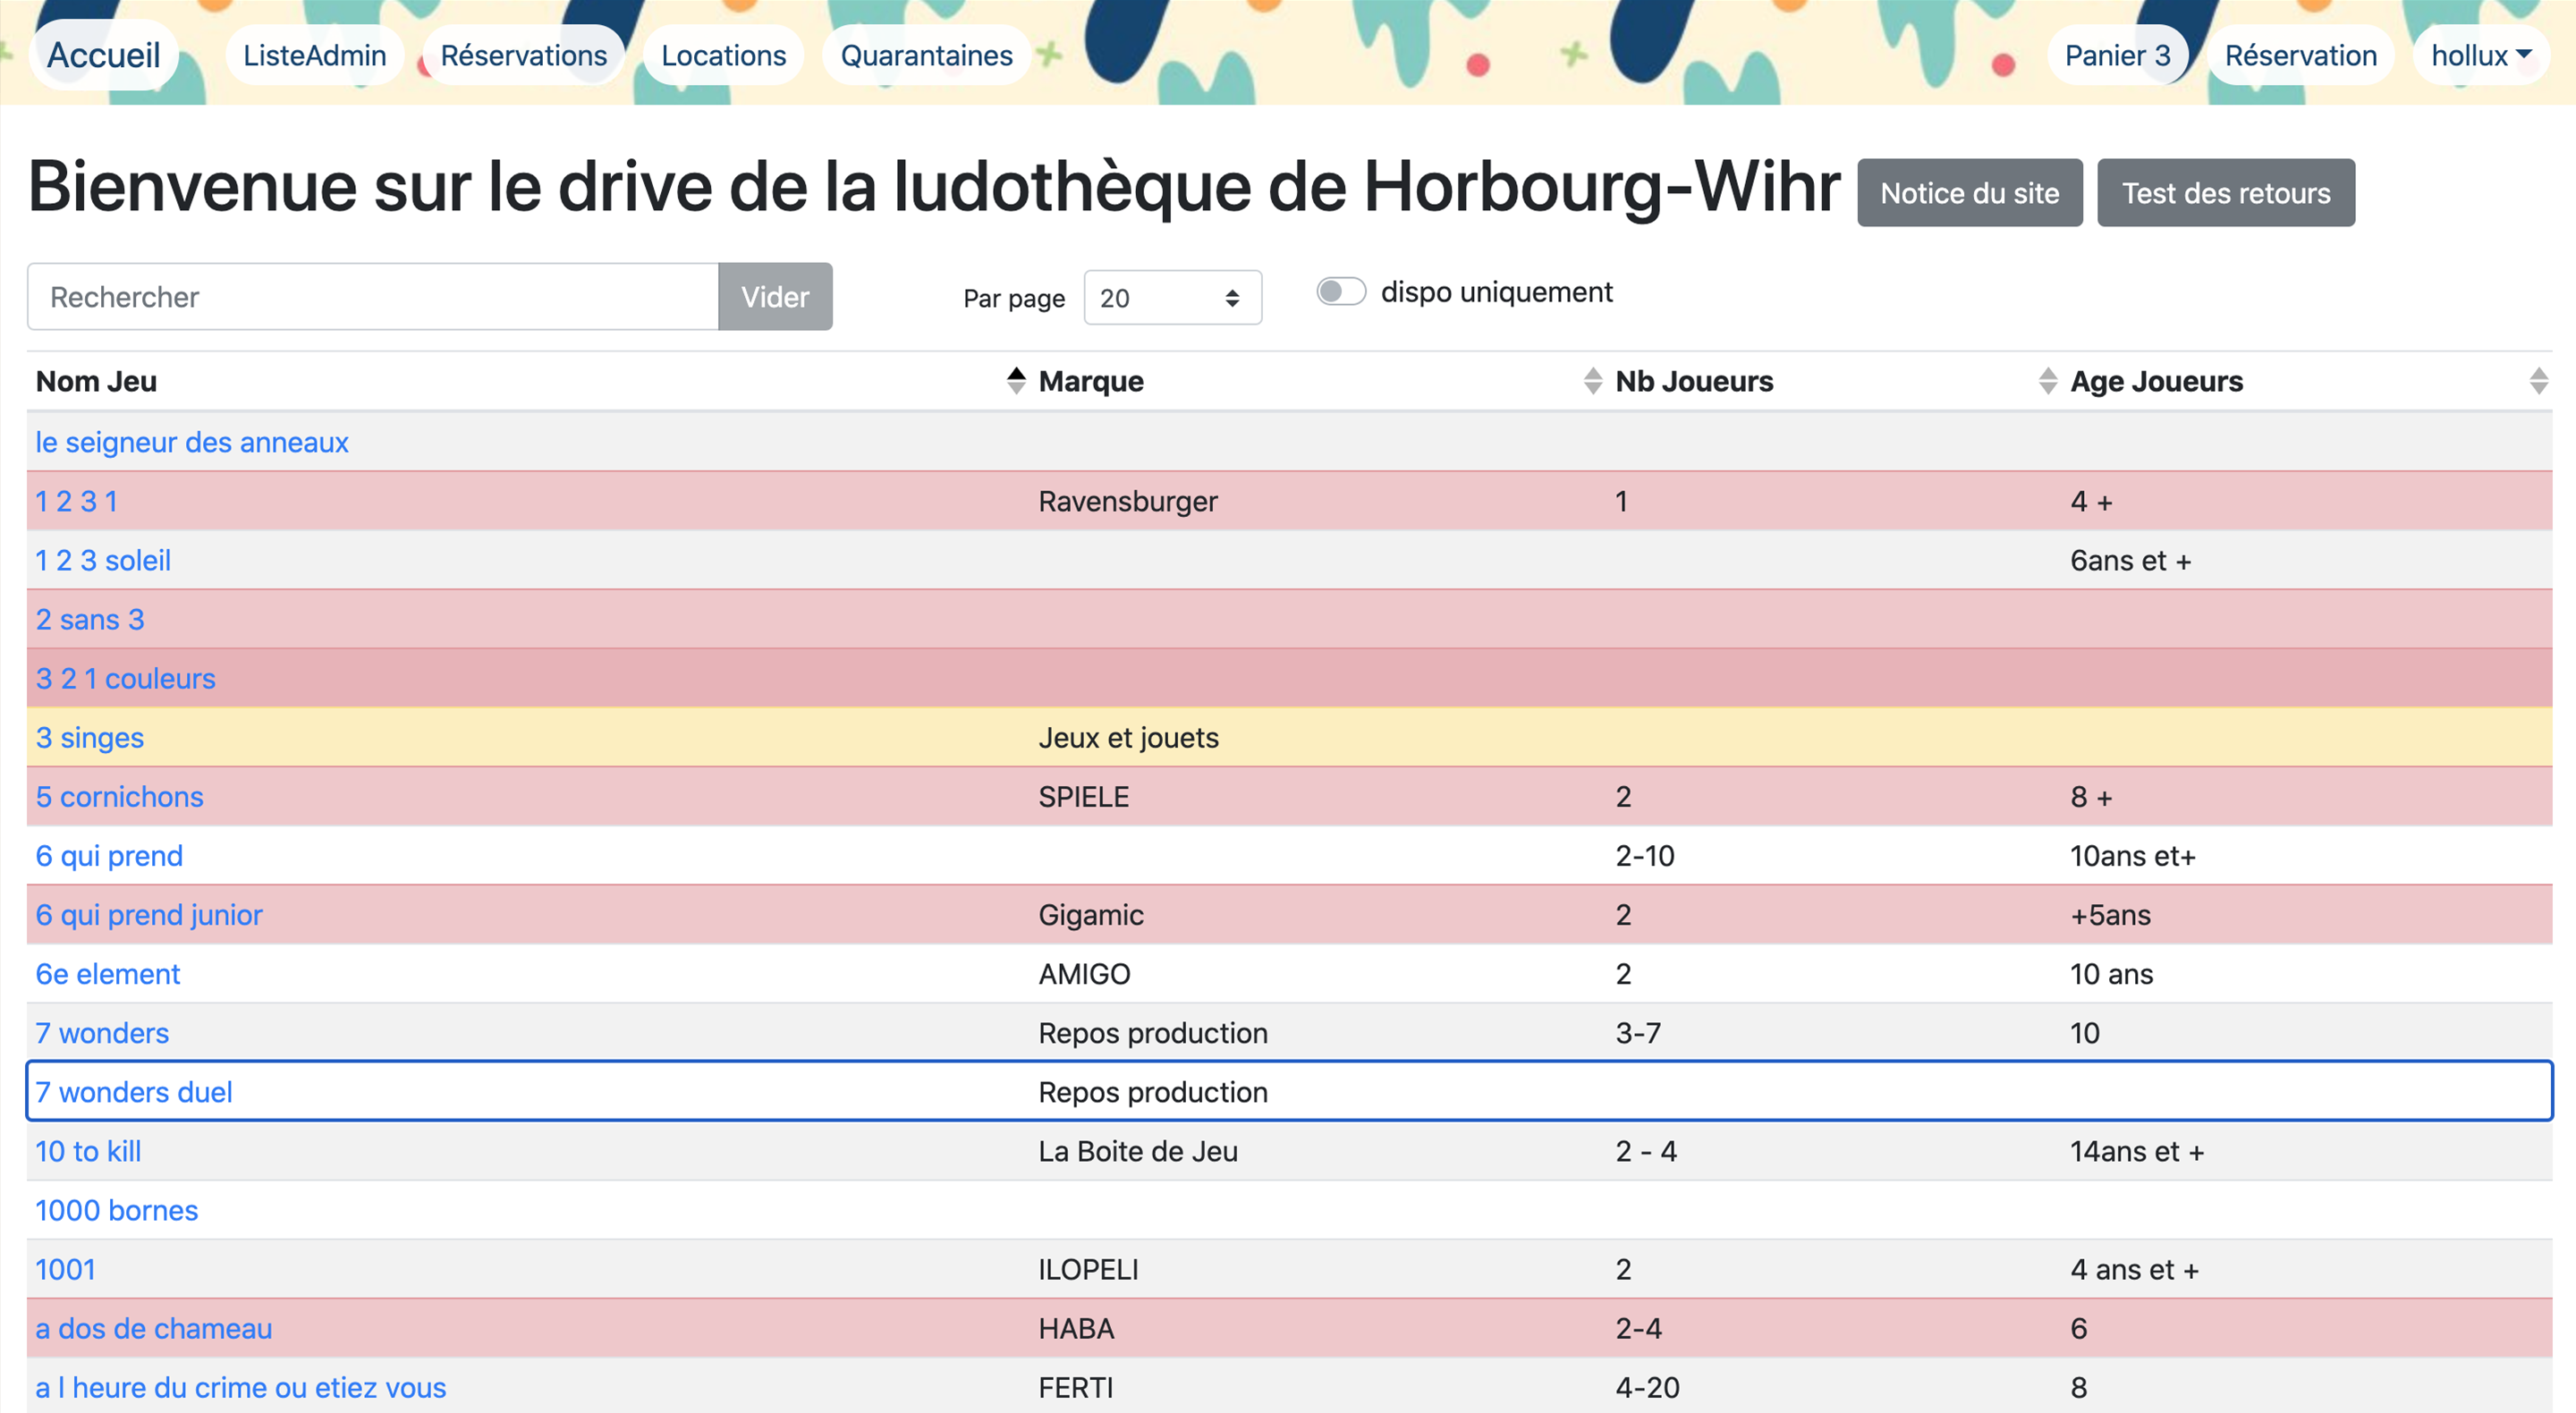 Accueil ListeAdmin Réservations Locations Quarantaines Panier 3 Réservation hollux
Bienvenue sur le drive de la ludothèque de Horbourg-Wihr Notice du site Test des retours
Rechercher Vider Par page 20 dispo uniquement
Nom Jeu Marque Nb Joueurs Age Joueurs
le seigneur des anneaux
1 2 3 1 Ravensburger 1 4 +
1 2 3 soleil 6ans et +
2 sans 3
3 2 1 couleurs
3 singes Jeux et jouets
5 cornichons SPIELE 2 8 +
6 qui prend 2-10 10ans et+
6 qui prend junior Gigamic 2 +5ans
6e element AMIGO 2 10 ans
7 wonders Repos production 3-7 10
7 wonders duel Repos production
10 to kill La Boite de Jeu 2 - 4 14ans et +
1000 bornes
1001 ILOPELI 2 4 ans et +
a dos de chameau HABA 2-4 6
a l heure du crime ou etiez vous FERTI 4-20 8